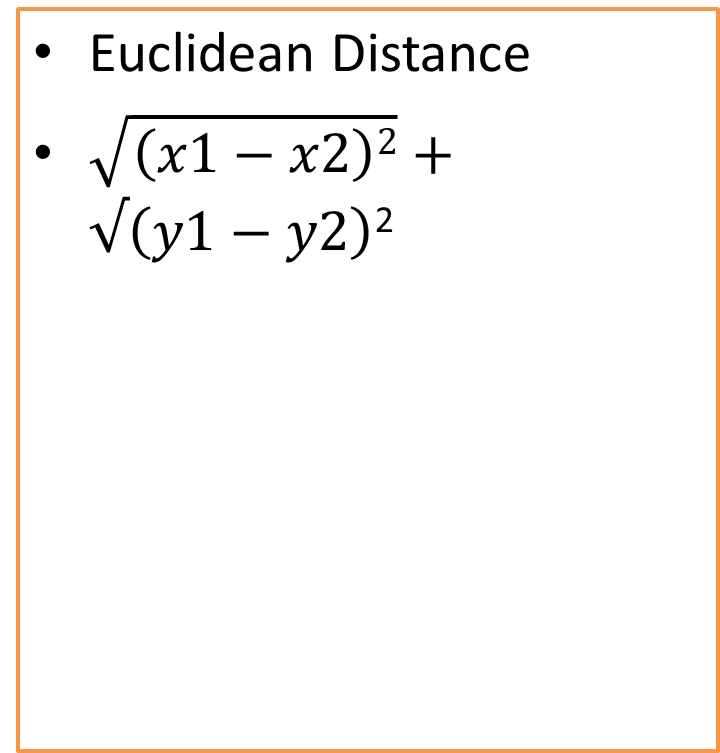 • Euclidean Distance
• √(x1 − x2)² +
√(y1 − y2)²